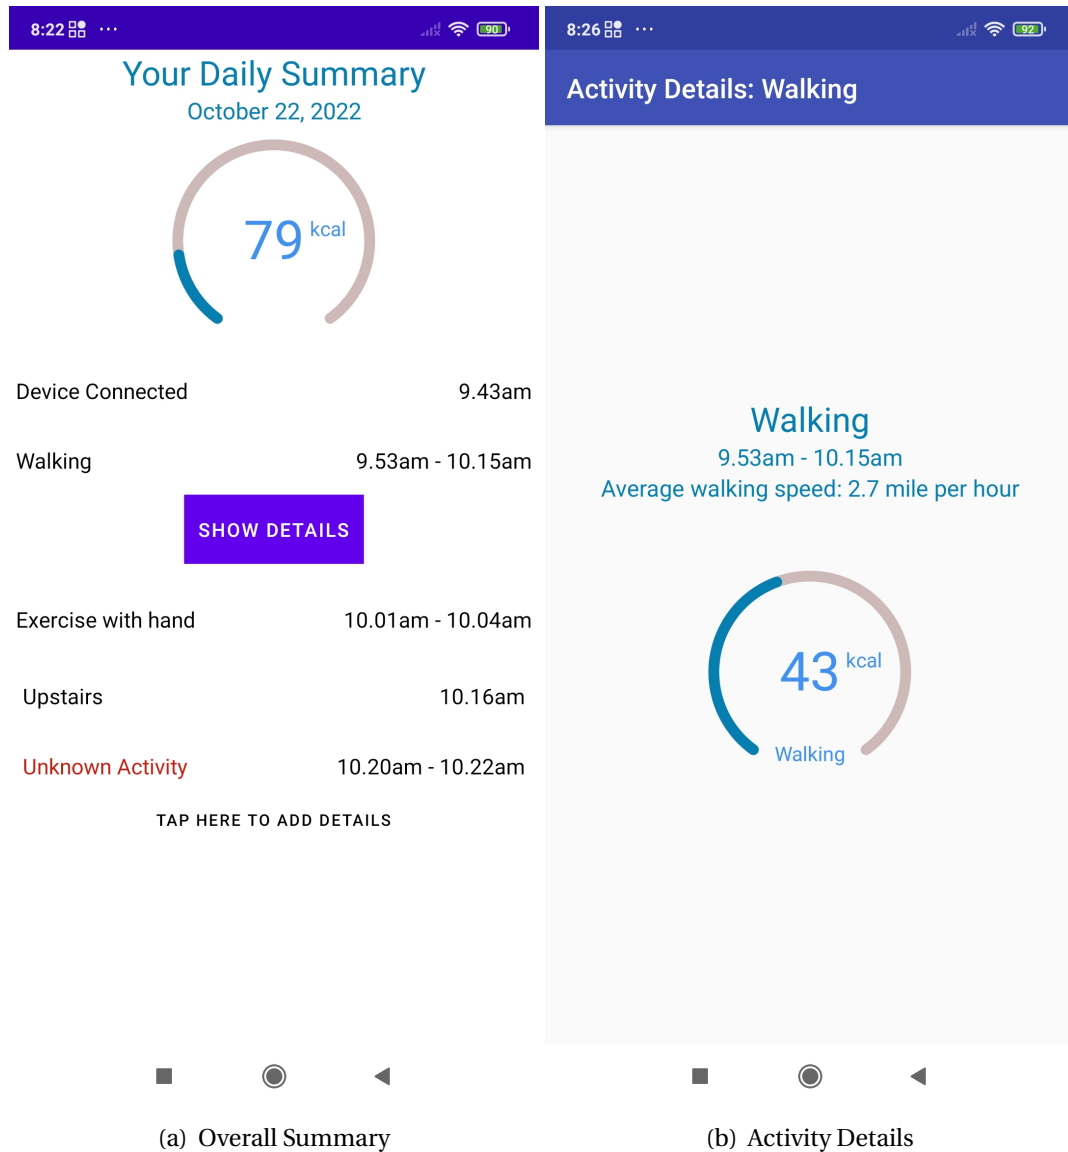 8:22 ... 90
Your Daily Summary
October 22, 2022
79 kcal
Device Connected 9.43am
Walking 9.53am - 10.15am
SHOW DETAILS
Exercise with hand 10.01am - 10.04am
Upstairs 10.16am
Unknown Activity 10.20am - 10.22am
TAP HERE TO ADD DETAILS
(a) Overall Summary
8:26 ... 92
Activity Details: Walking
Walking
9.53am - 10.15am
Average walking speed: 2.7 mile per hour
43 kcal
Walking
(b) Activity Details